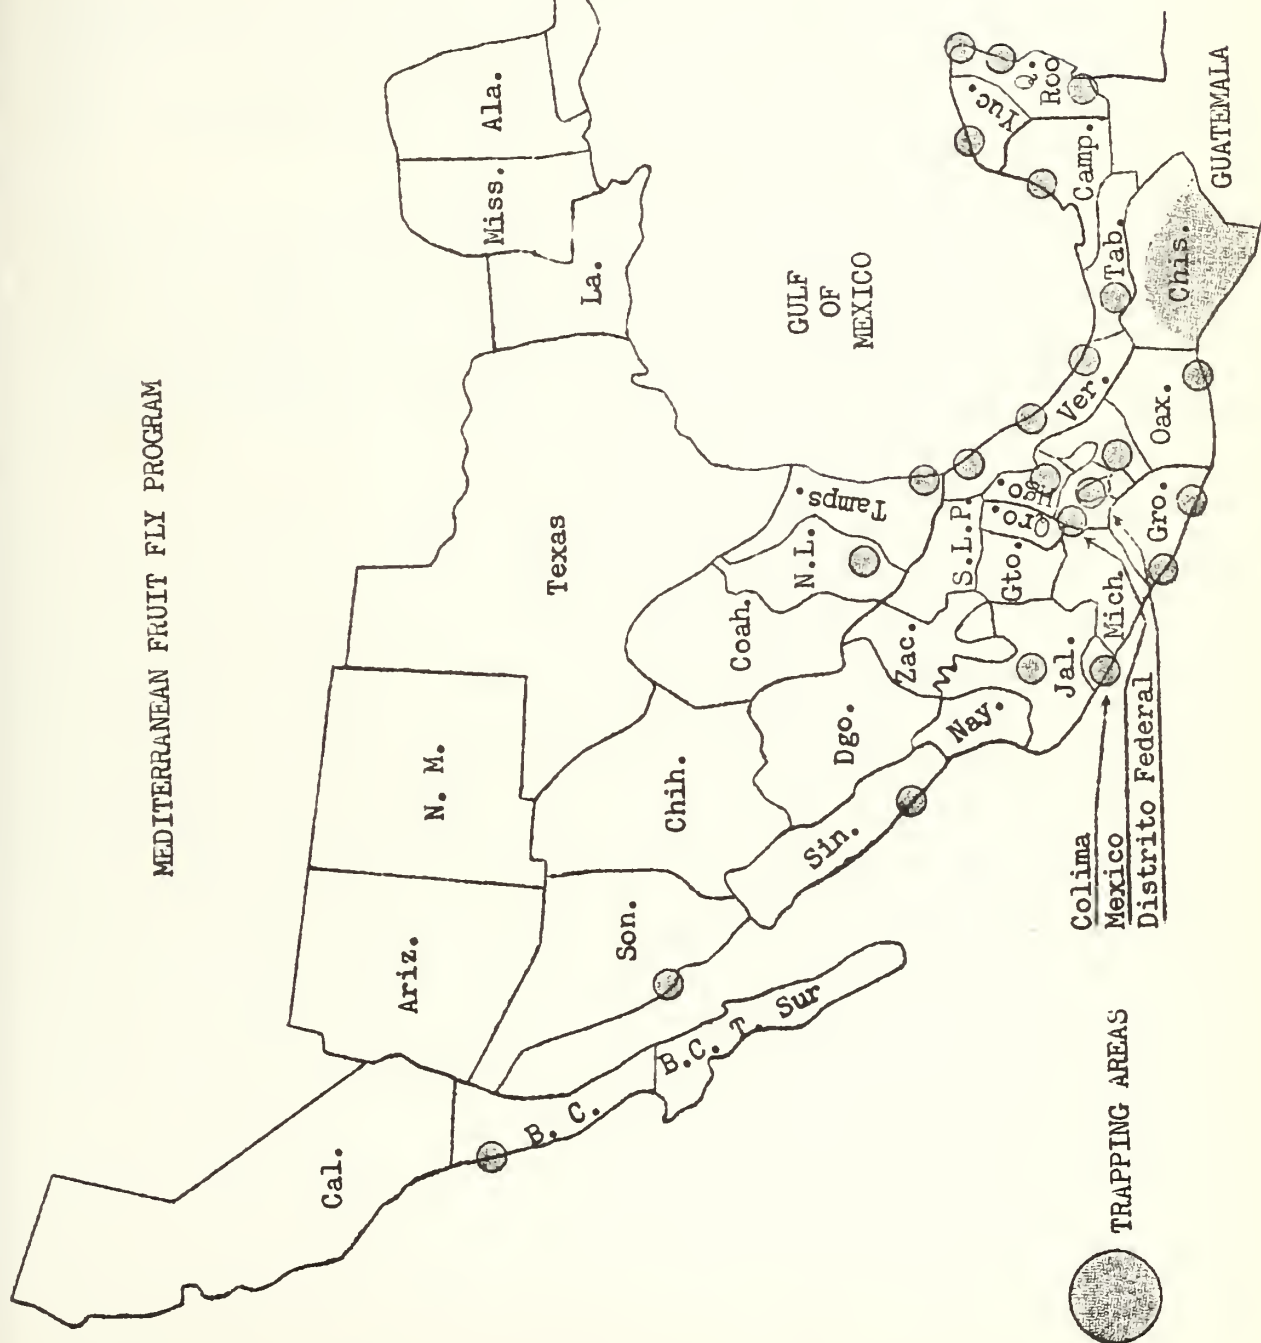 MEDITERRANEAN FRUIT FLY PROGRAM
Cal.
Ariz.
N. M.
Texas
La.
Miss.
Ala.
B. C.
B.C. T. Sur
Son.
Chih.
Coah.
N.L.
Tamps.
Sin.
Dgo.
Zac.
S.L.P.
Nay.
Jal.
Gto.
Qro.
Hgo.
Mich.
Gro.
Oax.
Ver.
Tab.
Chis.
Camp.
Yuc.
Q.
Roo
GULF
OF
MEXICO
GUATEMALA
Colima
Mexico
Distrito Federal
TRAPPING AREAS